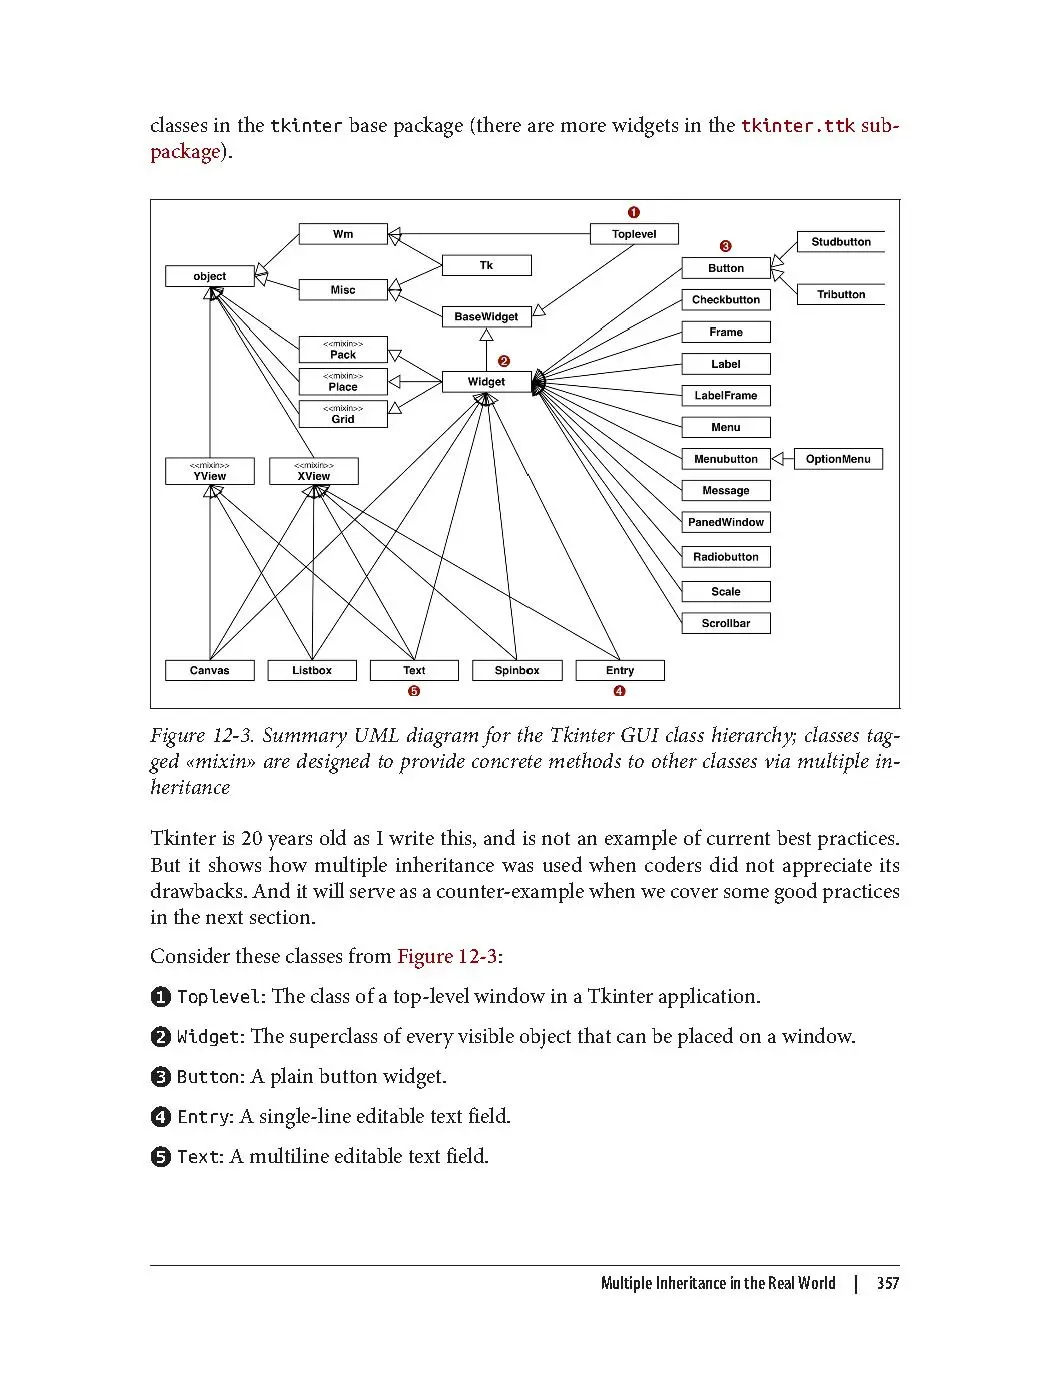 classes in the tkinter base package (there are more widgets in the tkinter.ttk sub-
package).
❶
Wm
Toplevel
❸
Studbutton
Tk
Button
object
Misc
Tributton
Checkbutton
BaseWidget
Frame
<<mixin>>
Pack
❷
Label
<<mixin>>
Place
Widget
LabelFrame
<<mixin>>
Grid
Menu
<<mixin>>
YView
<<mixin>>
XView
Menubutton
OptionMenu
Message
PanedWindow
Radiobutton
Scale
Scrollbar
Canvas
Listbox
Text
Spinbox
Entry
❺
❹
Figure 12-3. Summary UML diagram for the Tkinter GUI class hierarchy; classes tag-
ged «mixin» are designed to provide concrete methods to other classes via multiple in-
heritance
Tkinter is 20 years old as I write this, and is not an example of current best practices.
But it shows how multiple inheritance was used when coders did not appreciate its
drawbacks. And it will serve as a counter-example when we cover some good practices
in the next section.
Consider these classes from Figure 12-3:
❶ Toplevel: The class of a top-level window in a Tkinter application.
❷ Widget: The superclass of every visible object that can be placed on a window.
❸ Button: A plain button widget.
❹ Entry: A single-line editable text field.
❺ Text: A multiline editable text field.
Multiple Inheritance in the Real World | 357